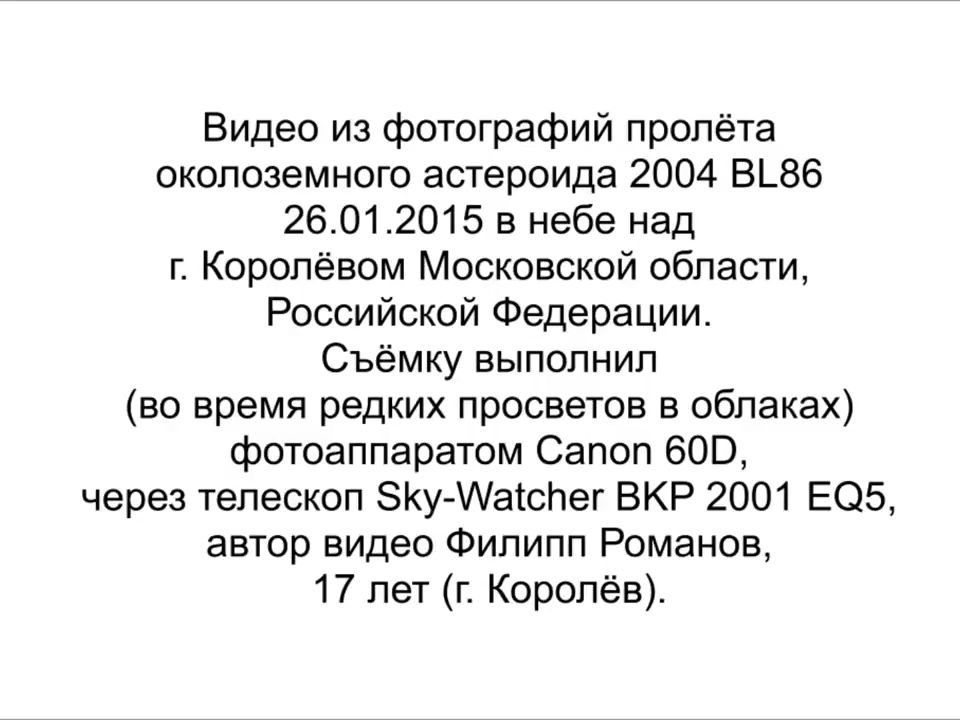 Видео из фотографий пролёта
околоземного астероида 2004 BL86
26.01.2015 в небе над
г. Королёвом Московской области,
Российской Федерации.
Съёмку выполнил
(во время редких просветов в облаках)
фотоаппаратом Canon 60D,
через телескоп Sky-Watcher BKP 2001 EQ5,
автор видео Филипп Романов,
17 лет (г. Королёв).